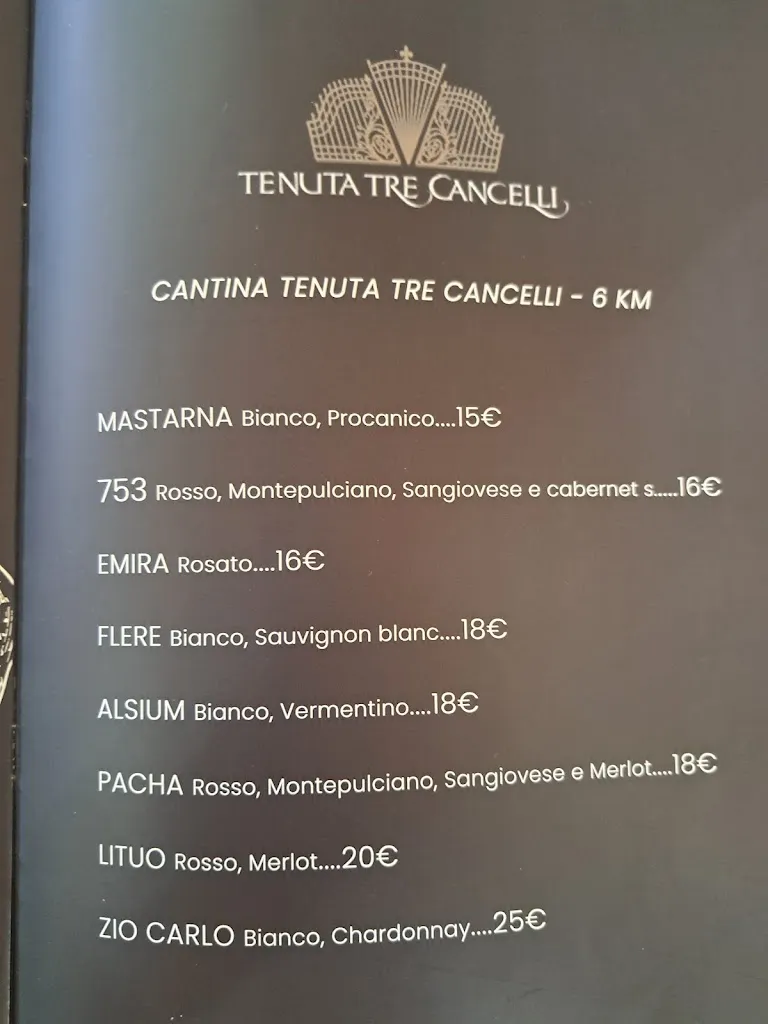 TENUTA TRE CANCELLI
CANTINA TENUTA TRE CANCELLI - 6 KM
MASTARNA Bianco, Procanico....15€
753 Rosso, Montepulciano, Sangiovese e cabernet s.....16€
EMIRA Rosato....16€
FLERE Bianco, Sauvignon blanc....18€
ALSIUM Bianco, Vermentino....18€
PACHA Rosso, Montepulciano, Sangiovese e Merlot....18€
LITUO Rosso, Merlot....20€
ZIO CARLO Bianco, Chardonnay....25€